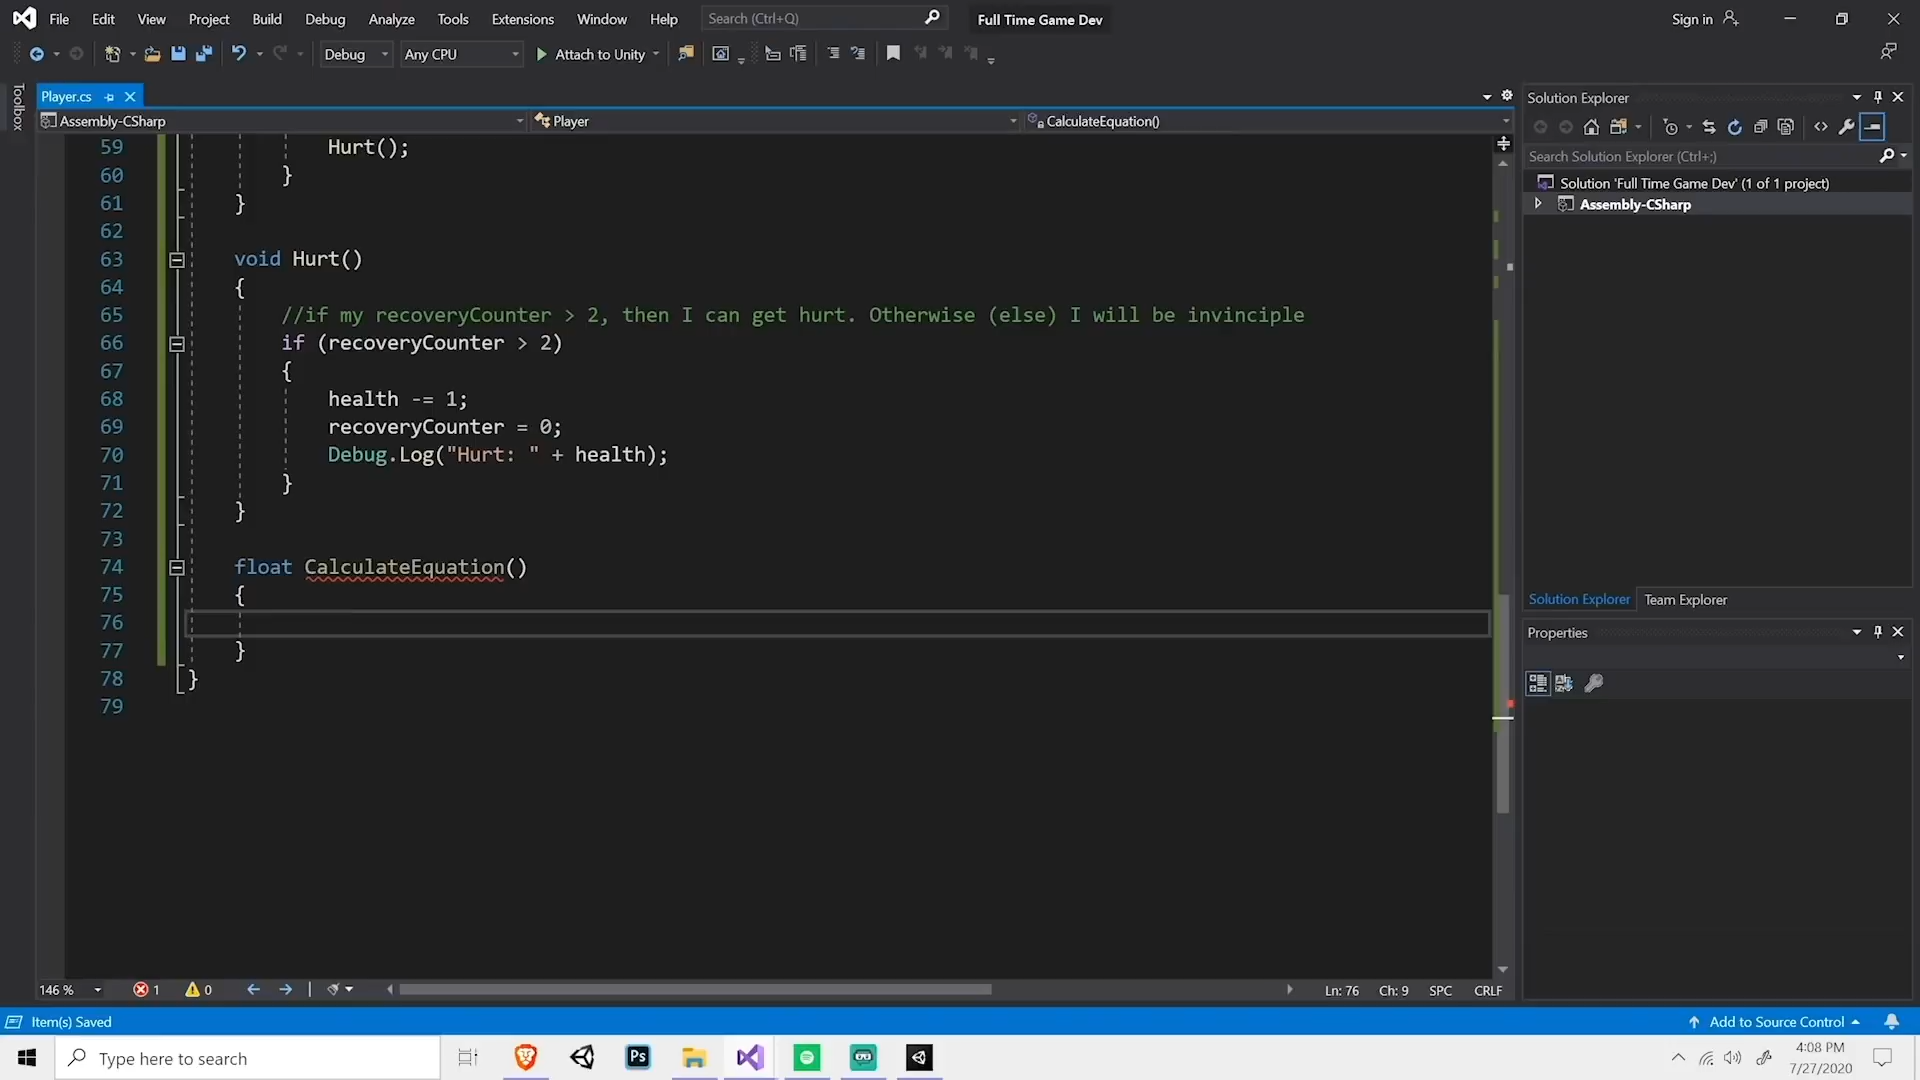 File Edit View Project Build Debug Analyze Tools Extensions Window Help Search (Ctrl+Q) Full Time Game Dev Sign in
Debug Any CPU Attach to Unity
Toolbox
Player.cs
Assembly-CSharp Player CalculateEquation()
59 Hurt();
60 }
61 }
62
63 void Hurt()
64 {
65 //if my recoveryCounter > 2, then I can get hurt. Otherwise (else) I will be invinciple
66 if (recoveryCounter > 2)
67 {
68 health -= 1;
69 recoveryCounter = 0;
70 Debug.Log("Hurt: " + health);
71 }
72 }
73
74 float CalculateEquation()
75 {
76
77 }
78 }
79
146 % 1 0 Ln: 76 Ch: 9 SPC CRLF
Solution Explorer
Search Solution Explorer (Ctrl+;)
Solution 'Full Time Game Dev' (1 of 1 project)
Assembly-CSharp
Solution Explorer Team Explorer
Properties
Item(s) Saved Add to Source Control
Type here to search Ps 4:08 PM
7/27/2020